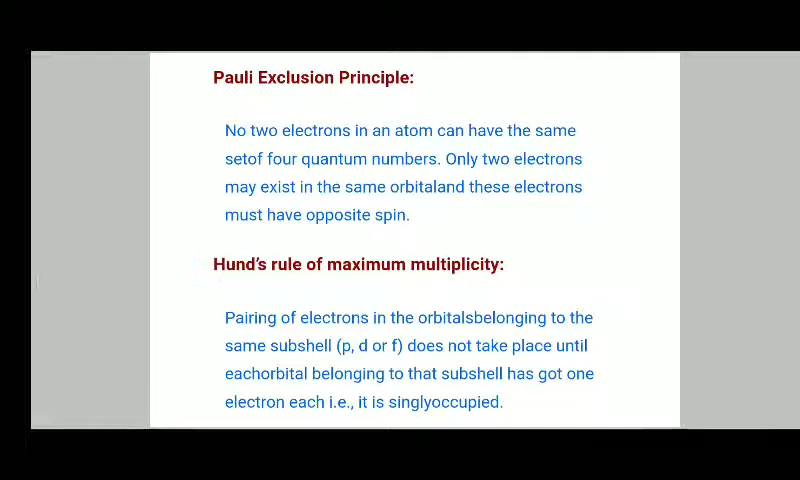 Pauli Exclusion Principle:
No two electrons in an atom can have the same
setof four quantum numbers. Only two electrons
may exist in the same orbitaland these electrons
must have opposite spin.
Hund’s rule of maximum multiplicity:
Pairing of electrons in the orbitalsbelonging to the
same subshell (p, d or f) does not take place until
eachorbital belonging to that subshell has got one
electron each i.e., it is singlyoccupied.